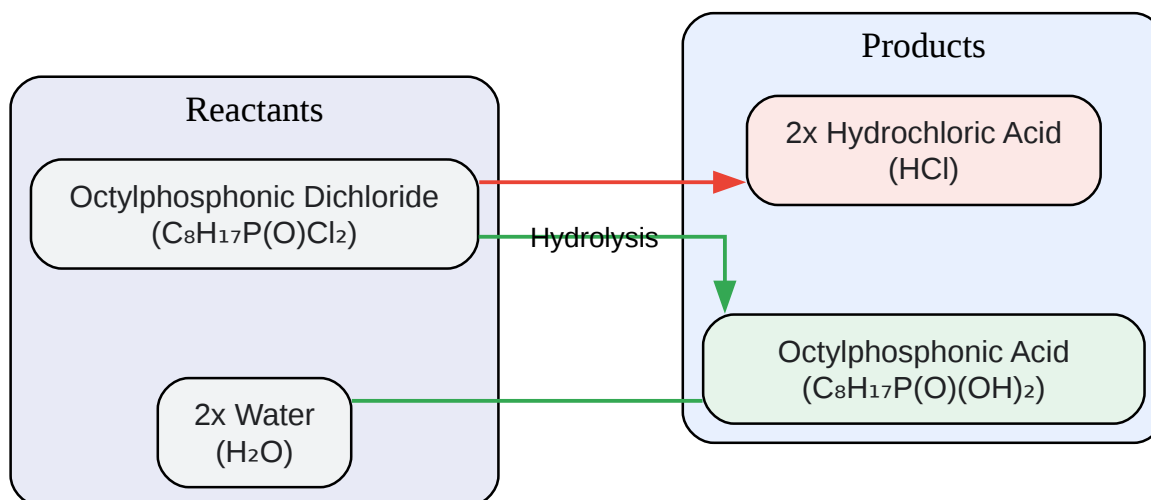 Reactants
Octylphosphonic Dichloride
(C₈H₁₇P(O)Cl₂)
2x Water
(H₂O)
Hydrolysis
Products
2x Hydrochloric Acid
(HCl)
Octylphosphonic Acid
(C₈H₁₇P(O)(OH)₂)